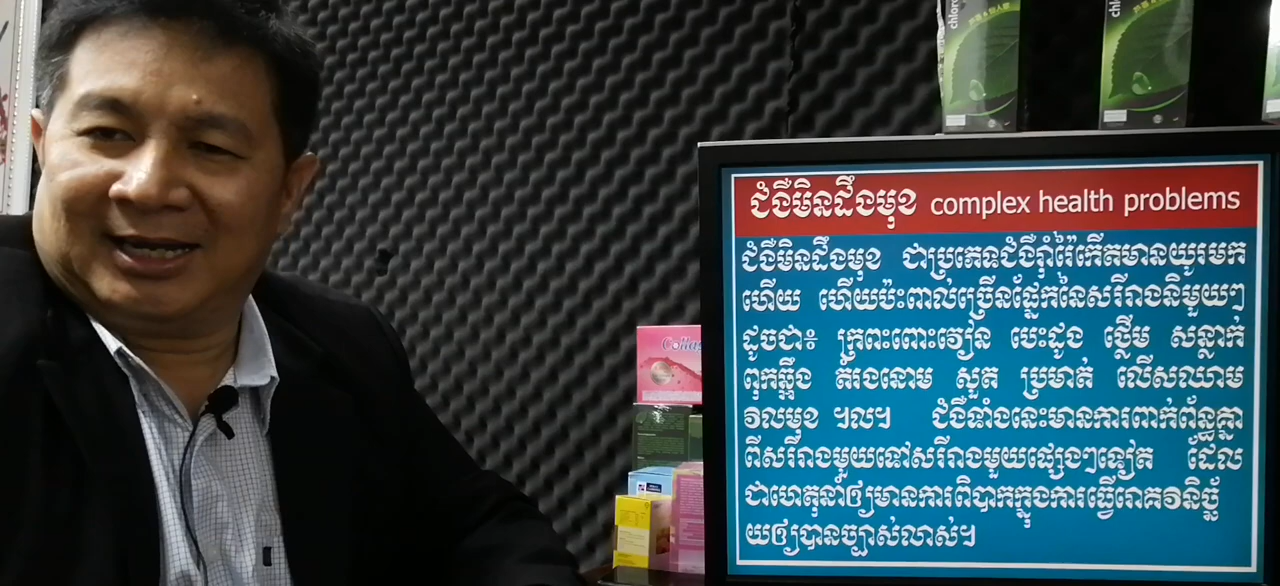 chlorop
chl
ជំងឺមិនដឹងមុខ complex health problems
ជំងឺមិនដឹងមុខ ជាប្រភេទជំងឺរ៉ាំរ៉ៃកើតមានយូរមក
ហើយ ហើយប៉ះពាល់ច្រើនផ្នែកនៃសរីរាង្គនិមួយៗ
ដូចជា៖ ក្រពះពោះវៀន បេះដូង ថ្លើម សន្លាក់
ពុកឆ្អឹង តំរងនោម សួត ប្រមាត់ លើសឈាម
វិលមុខ ។ល។ ជំងឺទាំងនេះមានការពាក់ព័ន្ធគ្នា
ពីសរីរាងមួយទៅសរីរាងមួយផ្សេងៗទៀត ដែល
ជាហេតុនាំឲ្យមានការពិបាកក្នុងការធ្វើរោគវិនិច្ឆ័
យឲ្យបានច្បាស់លាស់។
Colla